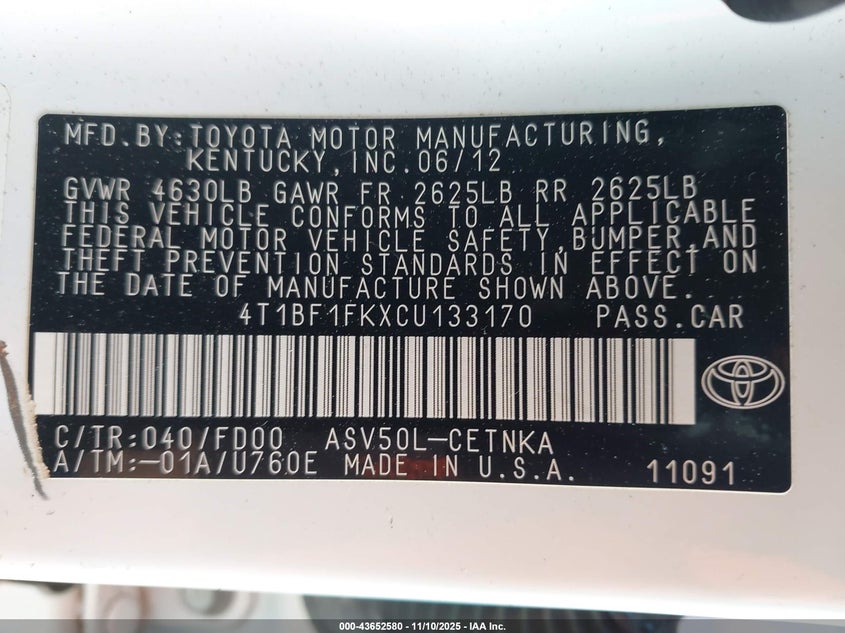 MFD.BY:TOYOTA MOTOR MANUFACTURING,
KENTUCKY,INC.06/12
GVWR 4630LB GAWR FR 2625LB RR 2625LB
THIS VEHICLE CONFORMS TO ALL APPLICABLE
FEDERAL MOTOR VEHICLE SAFETY,BUMPER,AND
THEFT PREVENTION STANDARDS IN EFFECT ON
THE DATE OF MANUFACTURE SHOWN ABOVE.
4T1BF1FKXCU133170 PASS.CAR
C/TR:040/FD00 ASV50L-CETNKA
A/TM:-01A/U760E MADE IN U.S.A. 11091
000-43652580 - 11/10/2025 - IAA Inc.